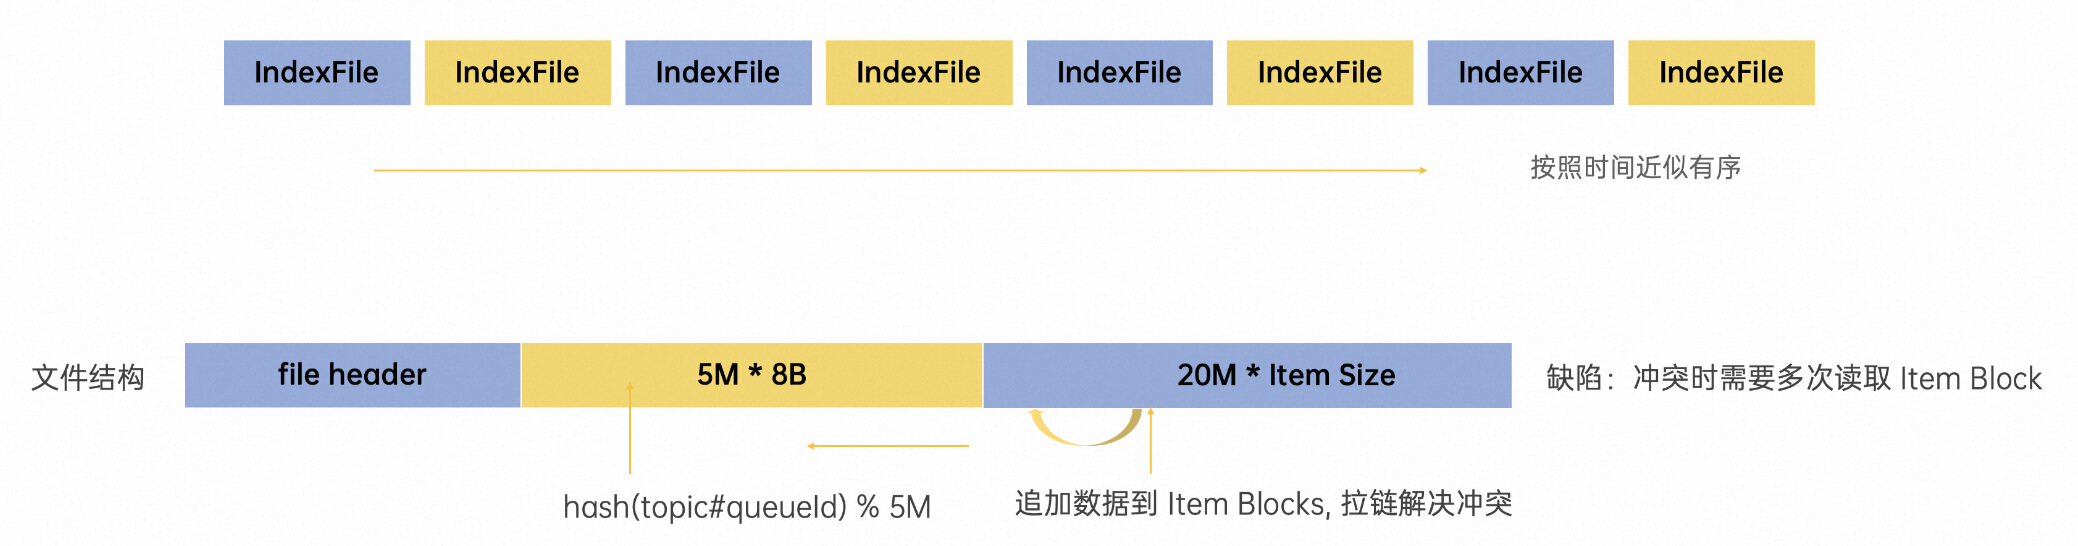 IndexFile IndexFile IndexFile IndexFile IndexFile IndexFile IndexFile IndexFile
按照时间近似有序
文件结构 file header 5M * 8B 20M * Item Size 缺陷：冲突时需要多次读取 Item Block
hash(topic#queueId) % 5M 追加数据到 Item Blocks, 拉链解决冲突